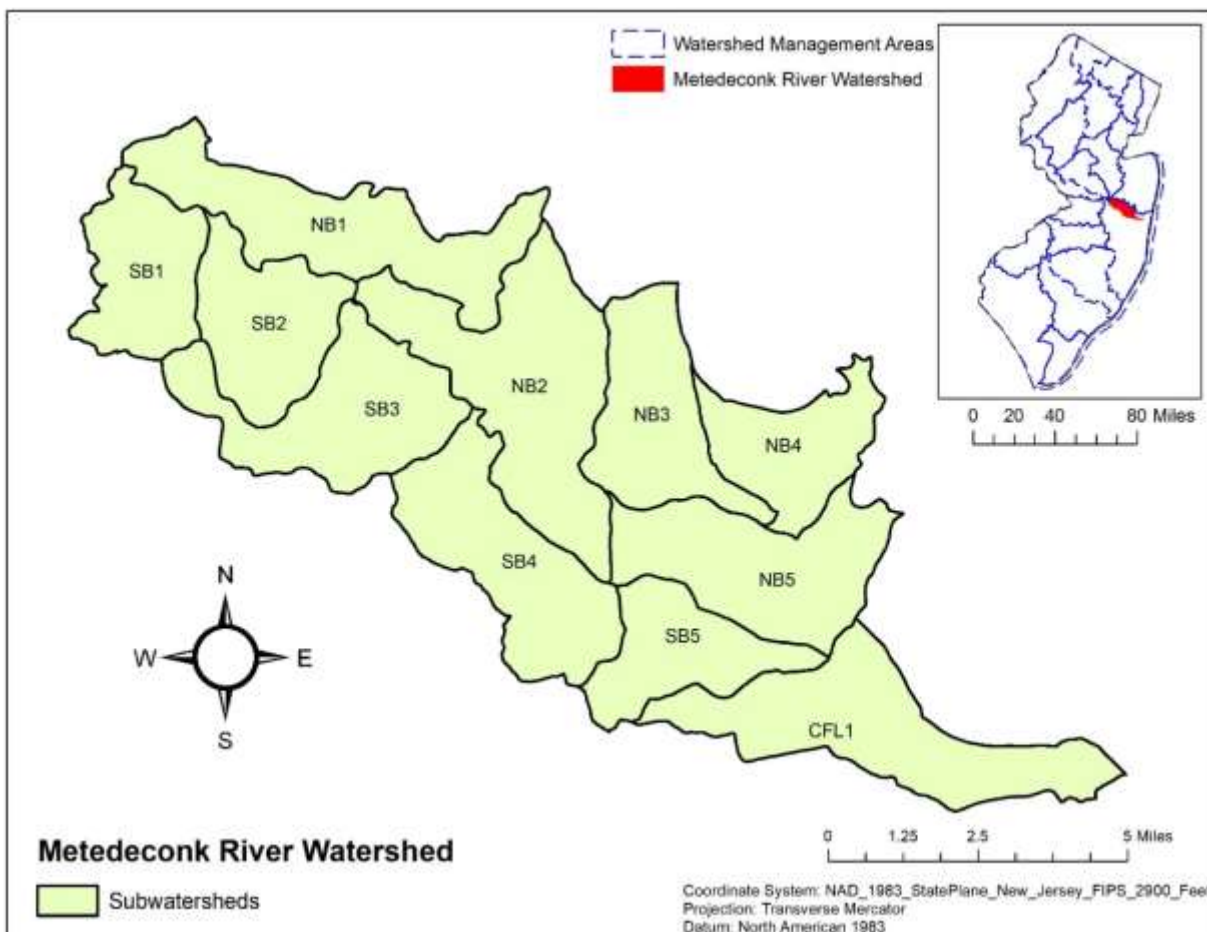 Watershed Management Areas
Metedeconk River Watershed
0 20 40 80 Miles
NB1
SB1
SB2
NB2
SB3
NB3
NB4
SB4
NB5
SB5
CFL1
N
W E
S
0 1.25 2.5 5 Miles
Metedeconk River Watershed
Subwatersheds
Coordinate System: NAD_1983_StatePlane_New_Jersey_FIPS_2900_Feet
Projection: Transverse Mercator
Datum: North American 1983